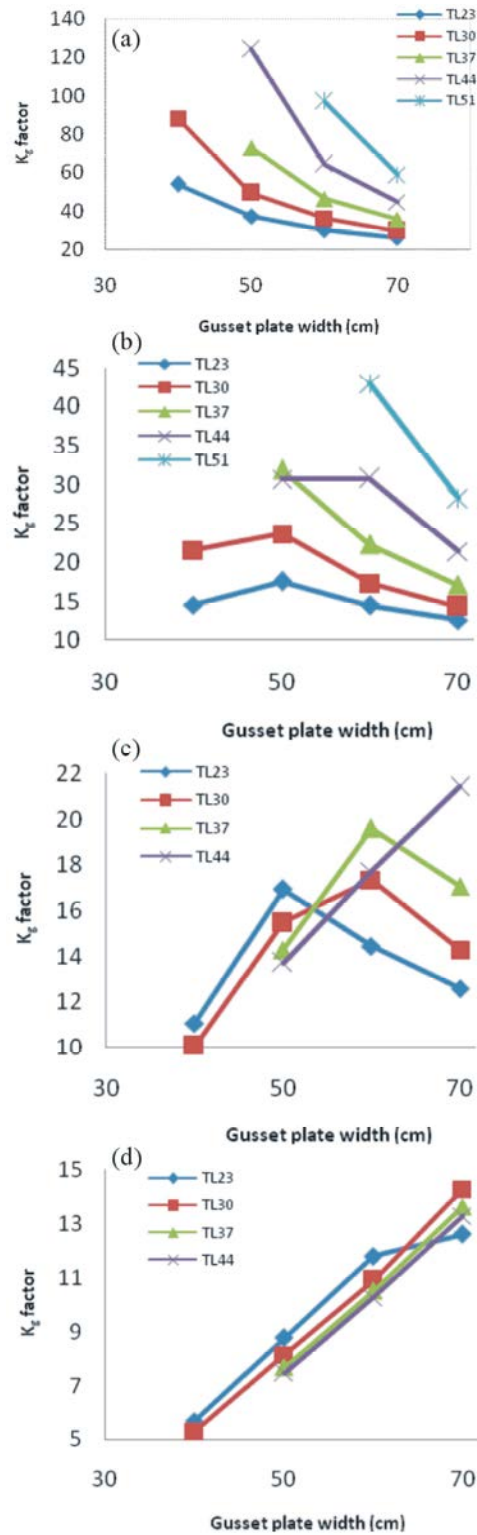 (a)
140
120
100
80
60
40
20
K_g factor
TL23
TL30
TL37
TL44
TL51
30 50 70
Gusset plate width (cm)
(b)
45
40
35
30
25
20
15
10
K_g factor
TL23
TL30
TL37
TL44
TL51
30 50 70
Gusset plate width (cm)
(c)
22
20
18
16
14
12
10
K_g factor
TL23
TL30
TL37
TL44
30 50 70
Gusset plate width (cm)
(d)
15
13
11
9
7
5
K_g factor
TL23
TL30
TL37
TL44
30 50 70
Gusset plate width (cm)